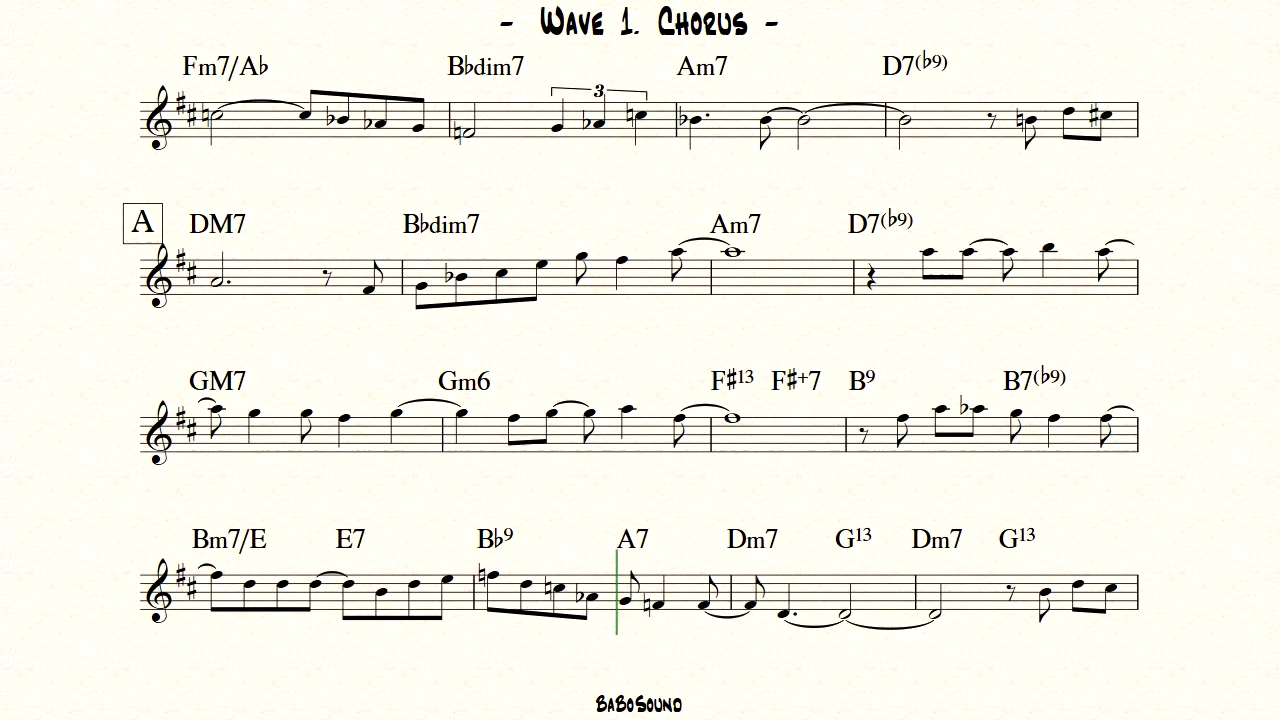 - Wave 1. Chorus -
Fm7/A♭ B♭dim7 Am7 D7(♭9)
3
A DM7 B♭dim7 Am7 D7(♭9)
GM7 Gm6 F♯13 F♯+7 B9 B7(♭9)
Bm7/E E7 B♭9 A7 Dm7 G13 Dm7 G13
BaBoSound